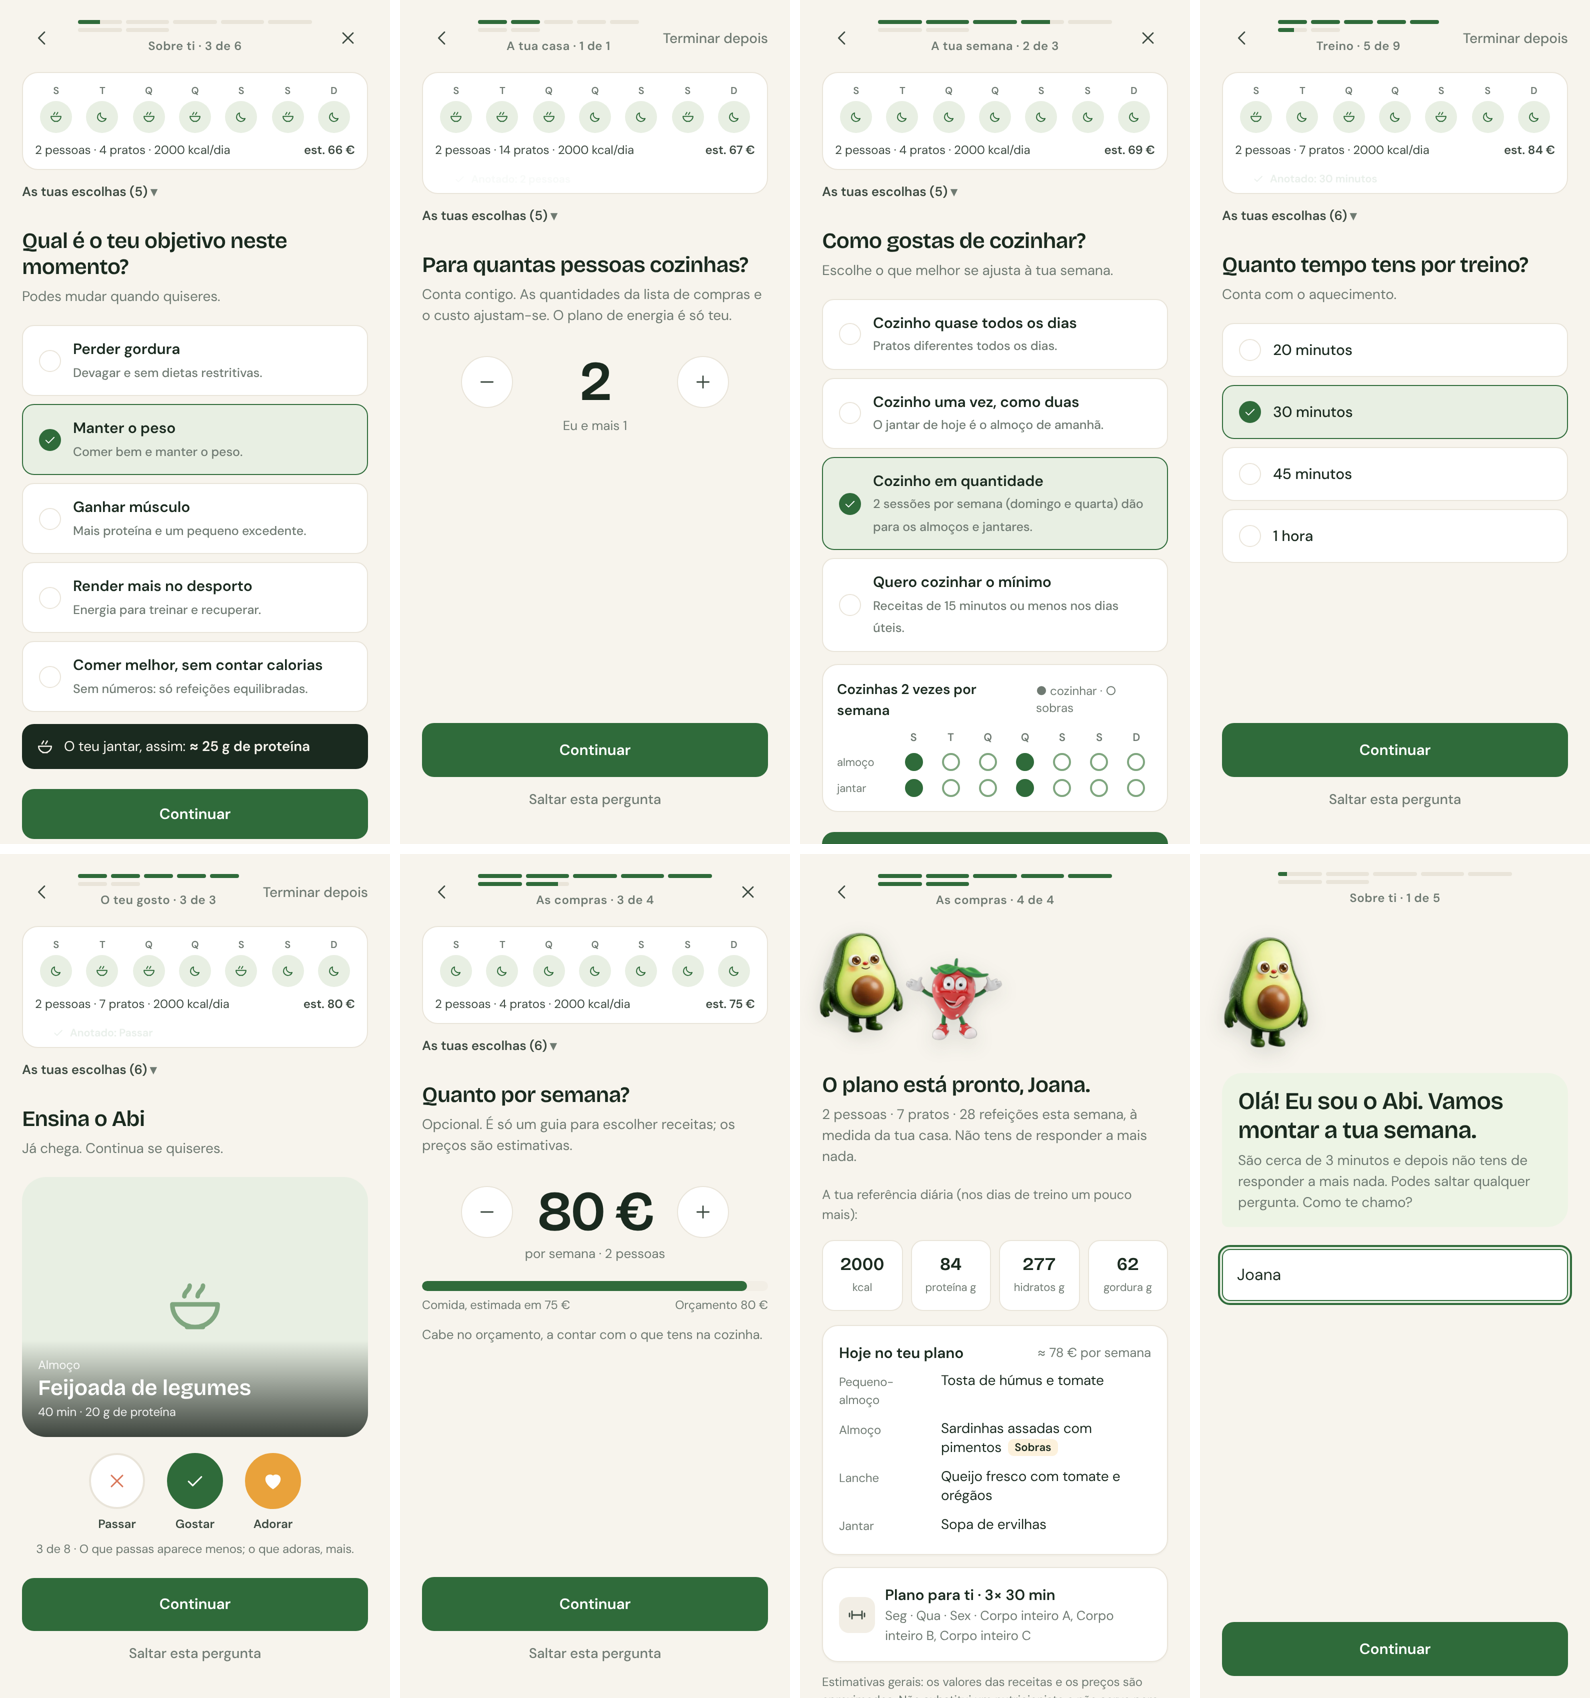 Sobre ti · 3 de 6
S T Q Q S S D
2 pessoas · 4 pratos · 2000 kcal/dia est. 66 €
As tuas escolhas (5) ▾
Qual é o teu objetivo neste
momento?
Podes mudar quando quiseres.
Perder gordura
Devagar e sem dietas restritivas.
Manter o peso
Comer bem e manter o peso.
Ganhar músculo
Mais proteína e um pequeno excedente.
Render mais no desporto
Energia para treinar e recuperar.
Comer melhor, sem contar calorias
Sem números: só refeições equilibradas.
O teu jantar, assim: ≈ 25 g de proteína
Continuar
A tua casa · 1 de 1
Terminar depois
S T Q Q S S D
2 pessoas · 14 pratos · 2000 kcal/dia est. 67 €
Anotado: 2 pessoas
As tuas escolhas (5) ▾
Para quantas pessoas cozinhas?
Conta contigo. As quantidades da lista de compras e
o custo ajustam-se. O plano de energia é só teu.
2
Eu e mais 1
Continuar
Saltar esta pergunta
A tua semana · 2 de 3
S T Q Q S S D
2 pessoas · 4 pratos · 2000 kcal/dia est. 69 €
As tuas escolhas (5) ▾
Como gostas de cozinhar?
Escolhe o que melhor se ajusta à tua semana.
Cozinho quase todos os dias
Pratos diferentes todos os dias.
Cozinho uma vez, como duas
O jantar de hoje é o almoço de amanhã.
Cozinho em quantidade
2 sessões por semana (domingo e quarta) dão
para os almoços e jantares.
Quero cozinhar o mínimo
Receitas de 15 minutos ou menos nos dias
úteis.
Cozinhas 2 vezes por
semana
cozinhar ·
sobras
S T Q Q S S D
almoço
jantar
Treino · 5 de 9
Terminar depois
S T Q Q S S D
2 pessoas · 7 pratos · 2000 kcal/dia est. 84 €
Anotado: 30 minutos
As tuas escolhas (6) ▾
Quanto tempo tens por treino?
Conta com o aquecimento.
20 minutos
30 minutos
45 minutos
1 hora
Continuar
Saltar esta pergunta
O teu gosto · 3 de 3
Terminar depois
S T Q Q S S D
2 pessoas · 7 pratos · 2000 kcal/dia est. 80 €
Anotado: Passar
As tuas escolhas (6) ▾
Ensina o Abi
Já chega. Continua se quiseres.
Almoço
Feijoada de legumes
40 min · 20 g de proteína
Passar Gostar Adorar
3 de 8 · O que passas aparece menos; o que adoras, mais.
Continuar
Saltar esta pergunta
As compras · 3 de 4
S T Q Q S S D
2 pessoas · 4 pratos · 2000 kcal/dia est. 75 €
As tuas escolhas (6) ▾
Quanto por semana?
Opcional. É só um guia para escolher receitas; os
preços são estimativas.
80 €
por semana · 2 pessoas
Comida, estimada em 75 € Orçamento 80 €
Cabe no orçamento, a contar com o que tens na cozinha.
Continuar
Saltar esta pergunta
As compras · 4 de 4
O plano está pronto, Joana.
2 pessoas · 7 pratos · 28 refeições esta semana, à
medida da tua casa. Não tens de responder a mais
nada.
A tua referência diária (nos dias de treino um pouco
mais):
2000 84 277 62
kcal proteína g hidratos g gordura g
Hoje no teu plano ≈ 78 € por semana
Pequeno-
almoço
Tosta de húmus e tomate
Almoço
Sardinhas assadas com
pimentos Sobras
Lanche
Queijo fresco com tomate e
orégãos
Jantar
Sopa de ervilhas
Plano para ti · 3× 30 min
Seg · Qua · Sex · Corpo inteiro A, Corpo
inteiro B, Corpo inteiro C
Estimativas gerais: os valores das receitas e os preços são
Sobre ti · 1 de 5
Olá! Eu sou o Abi. Vamos
montar a tua semana.
São cerca de 3 minutos e depois não tens de
responder a mais nada. Podes saltar qualquer
pergunta. Como te chamo?
Joana
Continuar